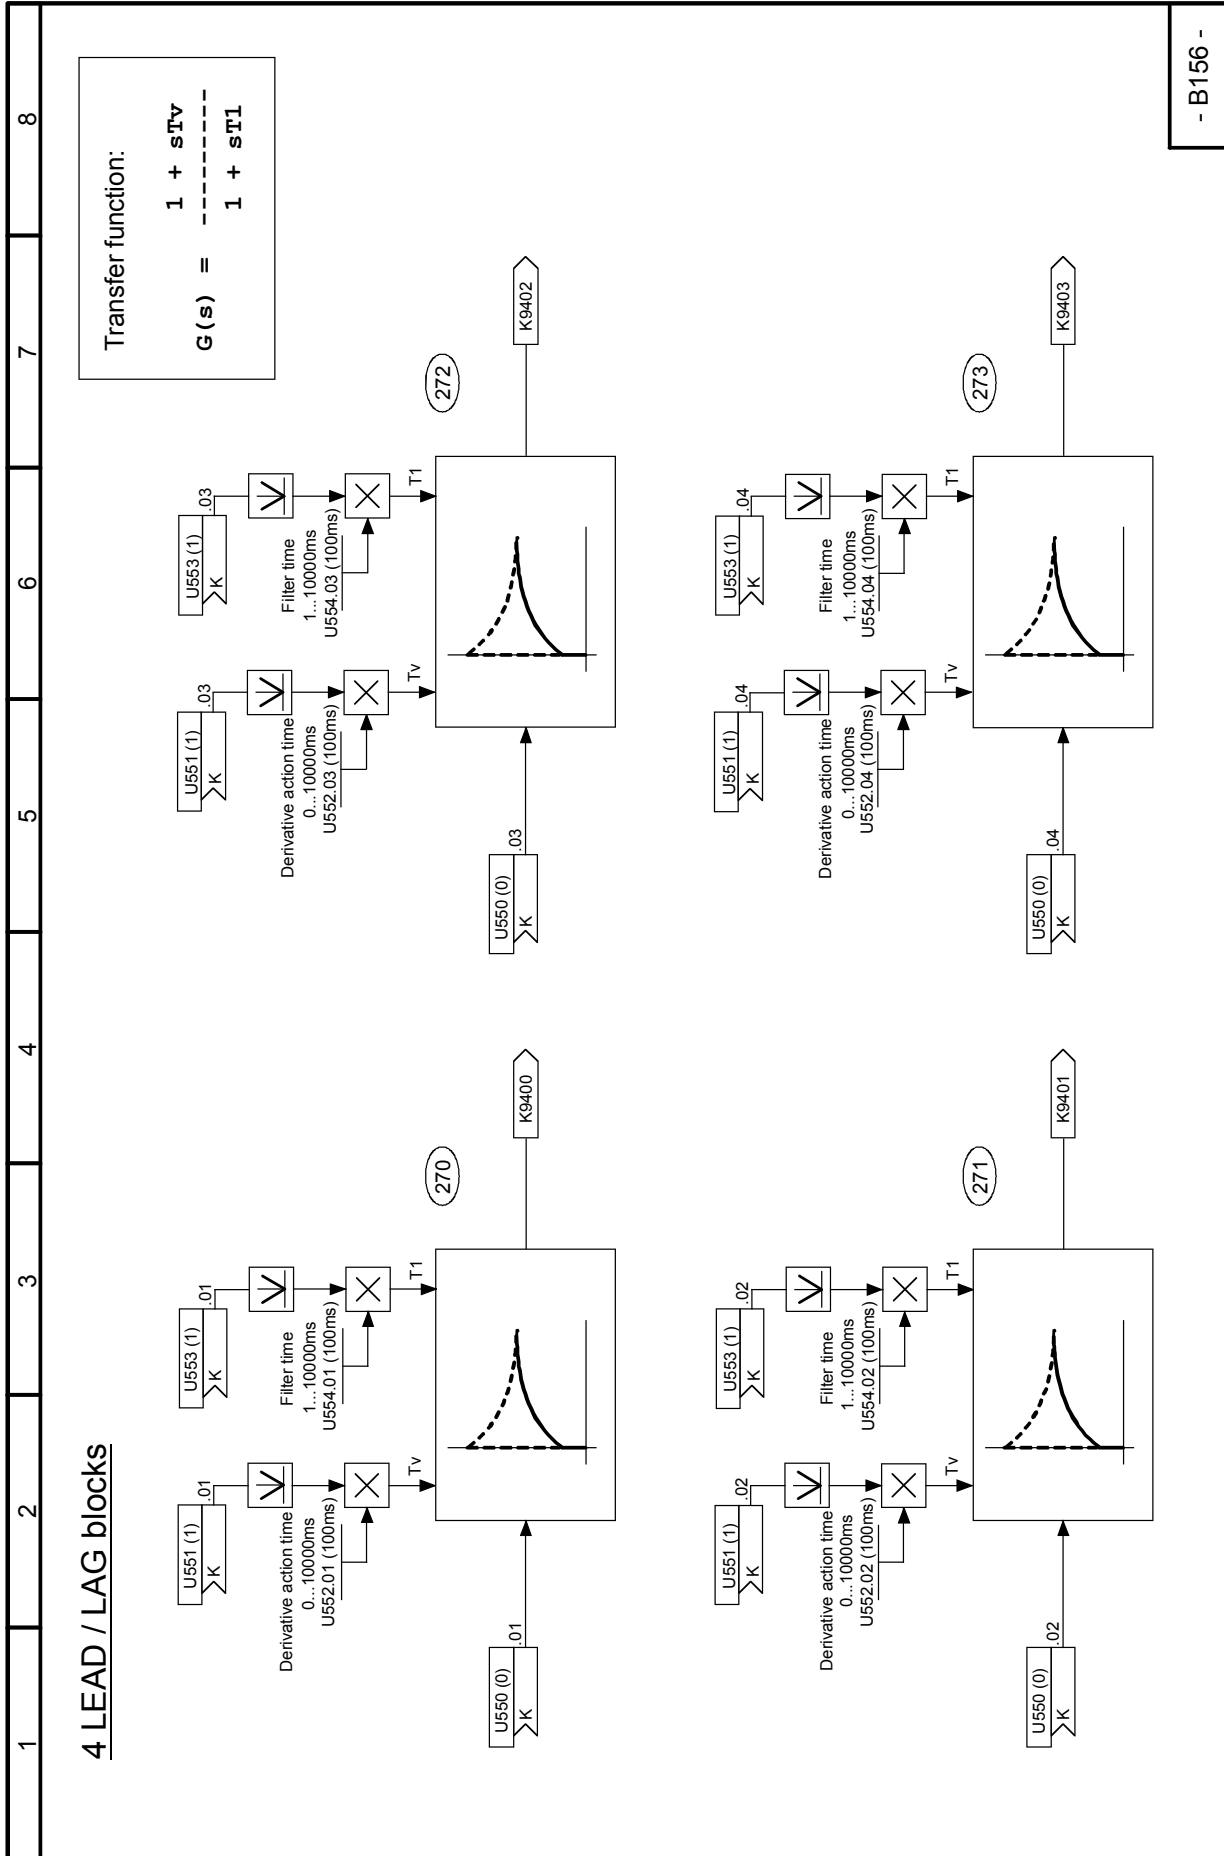 1
2
3
4
5
6
7
8
4 LEAD / LAG blocks
Transfer function:
1 + sTv
G(s) = ----------
1 + sT1
U551 (1)
K
.01
U553 (1)
K
.01
Derivative action time
0...10000ms
U552.01 (100ms)
Filter time
1...10000ms
U554.01 (100ms)
Tv
T1
270
U550 (0)
K
.01
K9400
U551 (1)
K
.03
U553 (1)
K
.03
Derivative action time
0...10000ms
U552.03 (100ms)
Filter time
1...10000ms
U554.03 (100ms)
Tv
T1
272
U550 (0)
K
.03
K9402
U551 (1)
K
.02
U553 (1)
K
.02
Derivative action time
0...10000ms
U552.02 (100ms)
Filter time
1...10000ms
U554.02 (100ms)
Tv
T1
271
U550 (0)
K
.02
K9401
U551 (1)
K
.04
U553 (1)
K
.04
Derivative action time
0...10000ms
U552.04 (100ms)
Filter time
1...10000ms
U554.04 (100ms)
Tv
T1
273
U550 (0)
K
.04
K9403
- B156 -